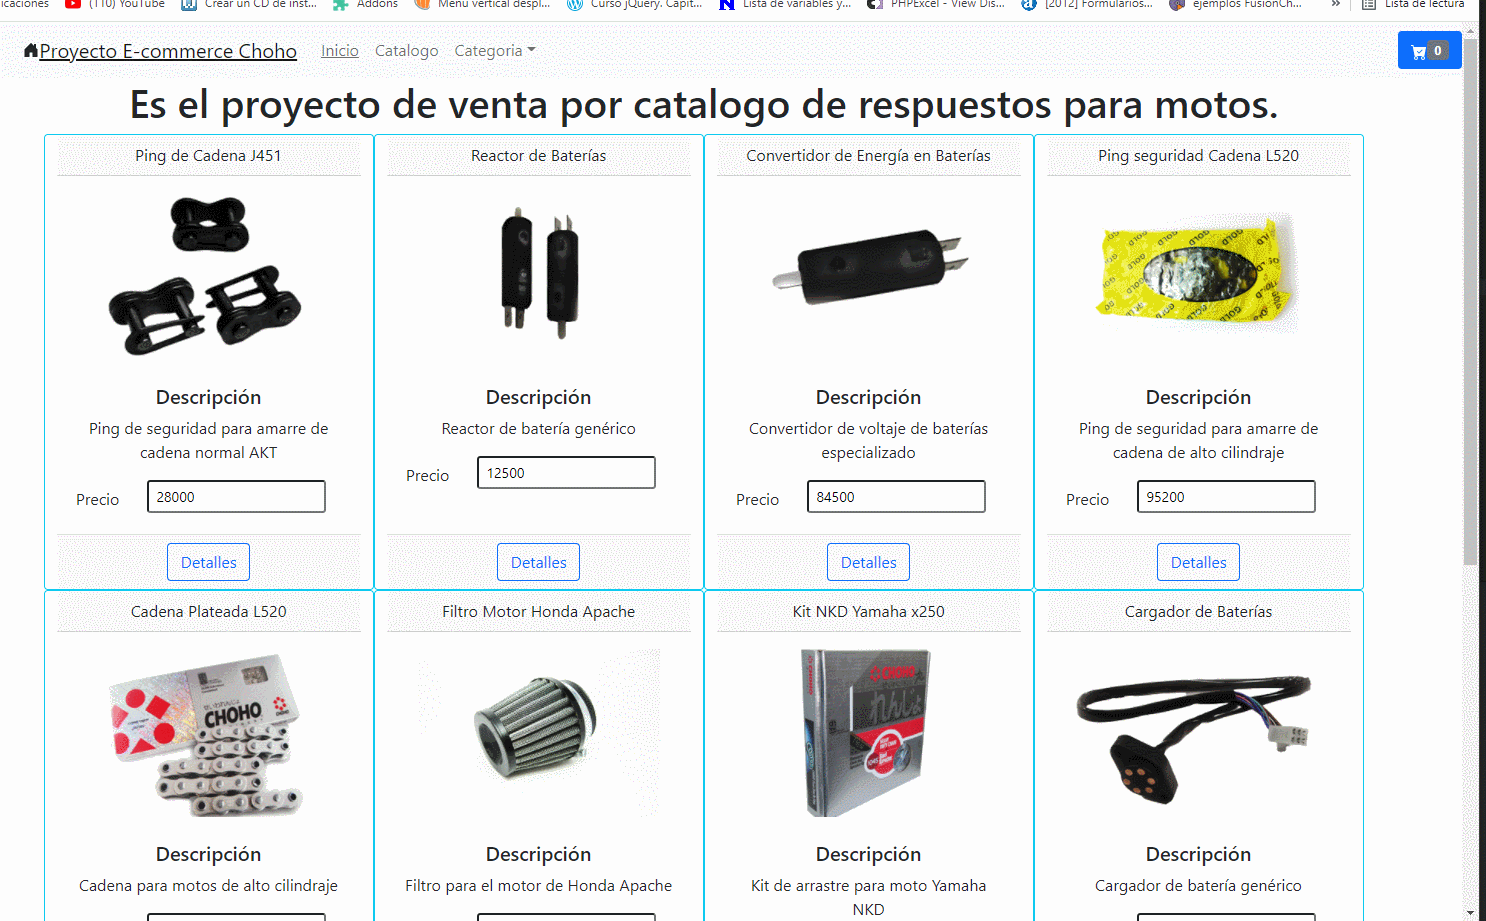 icaciones
(110) YouTube
Crear un CD de inst...
Addons
Menú vertical despl...
Curso jQuery. Capit...
Lista de variables y...
PHPExcel - View Dis...
[2012] Formularios...
ejemplos FusionCh...
»
Lista de lectura
Proyecto E-commerce Choho
Inicio
Catalogo
Categoria
0
Es el proyecto de venta por catalogo de respuestos para motos.
Ping de Cadena J451
Reactor de Baterías
Convertidor de Energía en Baterías
Ping seguridad Cadena L520
GOLD
GOLD
GOLD
Descripción
Descripción
Descripción
Descripción
Ping de seguridad para amarre de
cadena normal AKT
Reactor de batería genérico
Convertidor de voltaje de baterías
especializado
Ping de seguridad para amarre de
cadena de alto cilindraje
Precio
28000
Precio
12500
Precio
84500
Precio
95200
Detalles
Detalles
Detalles
Detalles
Cadena Plateada L520
Filtro Motor Honda Apache
Kit NKD Yamaha x250
Cargador de Baterías
CHOHO
CHOHO
Descripción
Descripción
Descripción
Descripción
Cadena para motos de alto cilindraje
Filtro para el motor de Honda Apache
Kit de arrastre para moto Yamaha
NKD
Cargador de batería genérico